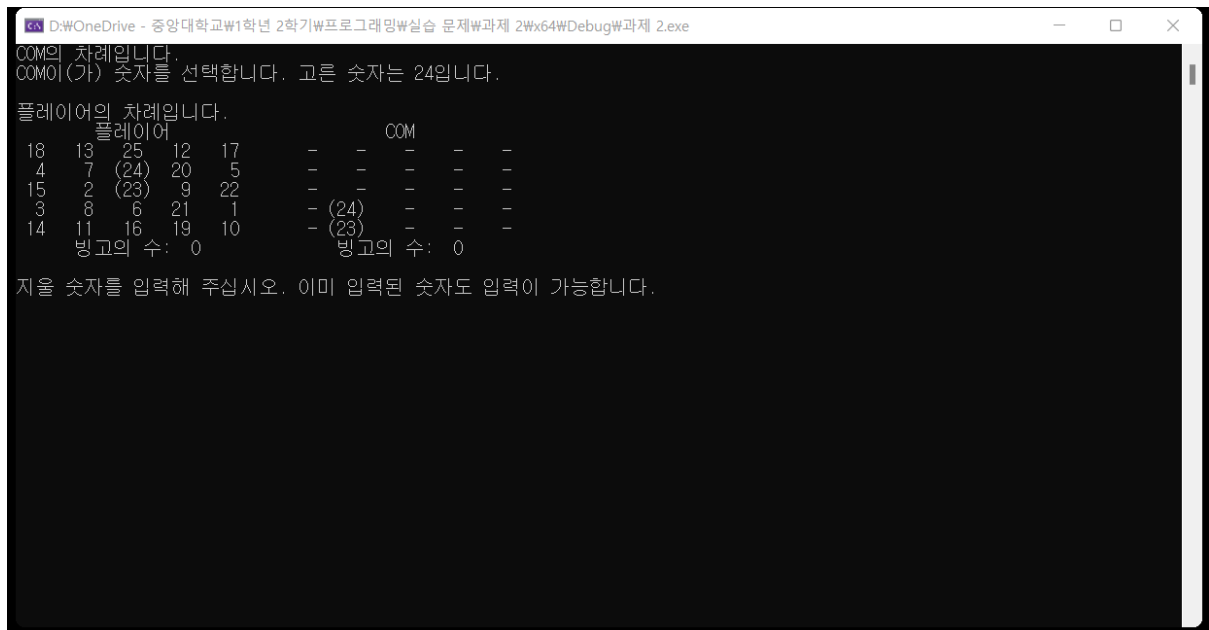 D:₩OneDrive - 중앙대학교₩1학년 2학기₩프로그래밍₩실습 문제₩과제 2₩x64₩Debug₩과제 2.exe
COM의 차례입니다.
COM이(가) 숫자를 선택합니다. 고른 숫자는 24입니다.
플레이어의 차례입니다.
플레이어 COM
18 13 25 12 17 - - - - -
4 7 (24) 20 5 - - - - -
15 2 (23) 9 22 - - - - -
3 8 6 21 1 - (24) - - -
14 11 16 19 10 - (23) - - -
빙고의 수: 0 빙고의 수: 0
지울 숫자를 입력해 주십시오. 이미 입력된 숫자도 입력이 가능합니다.